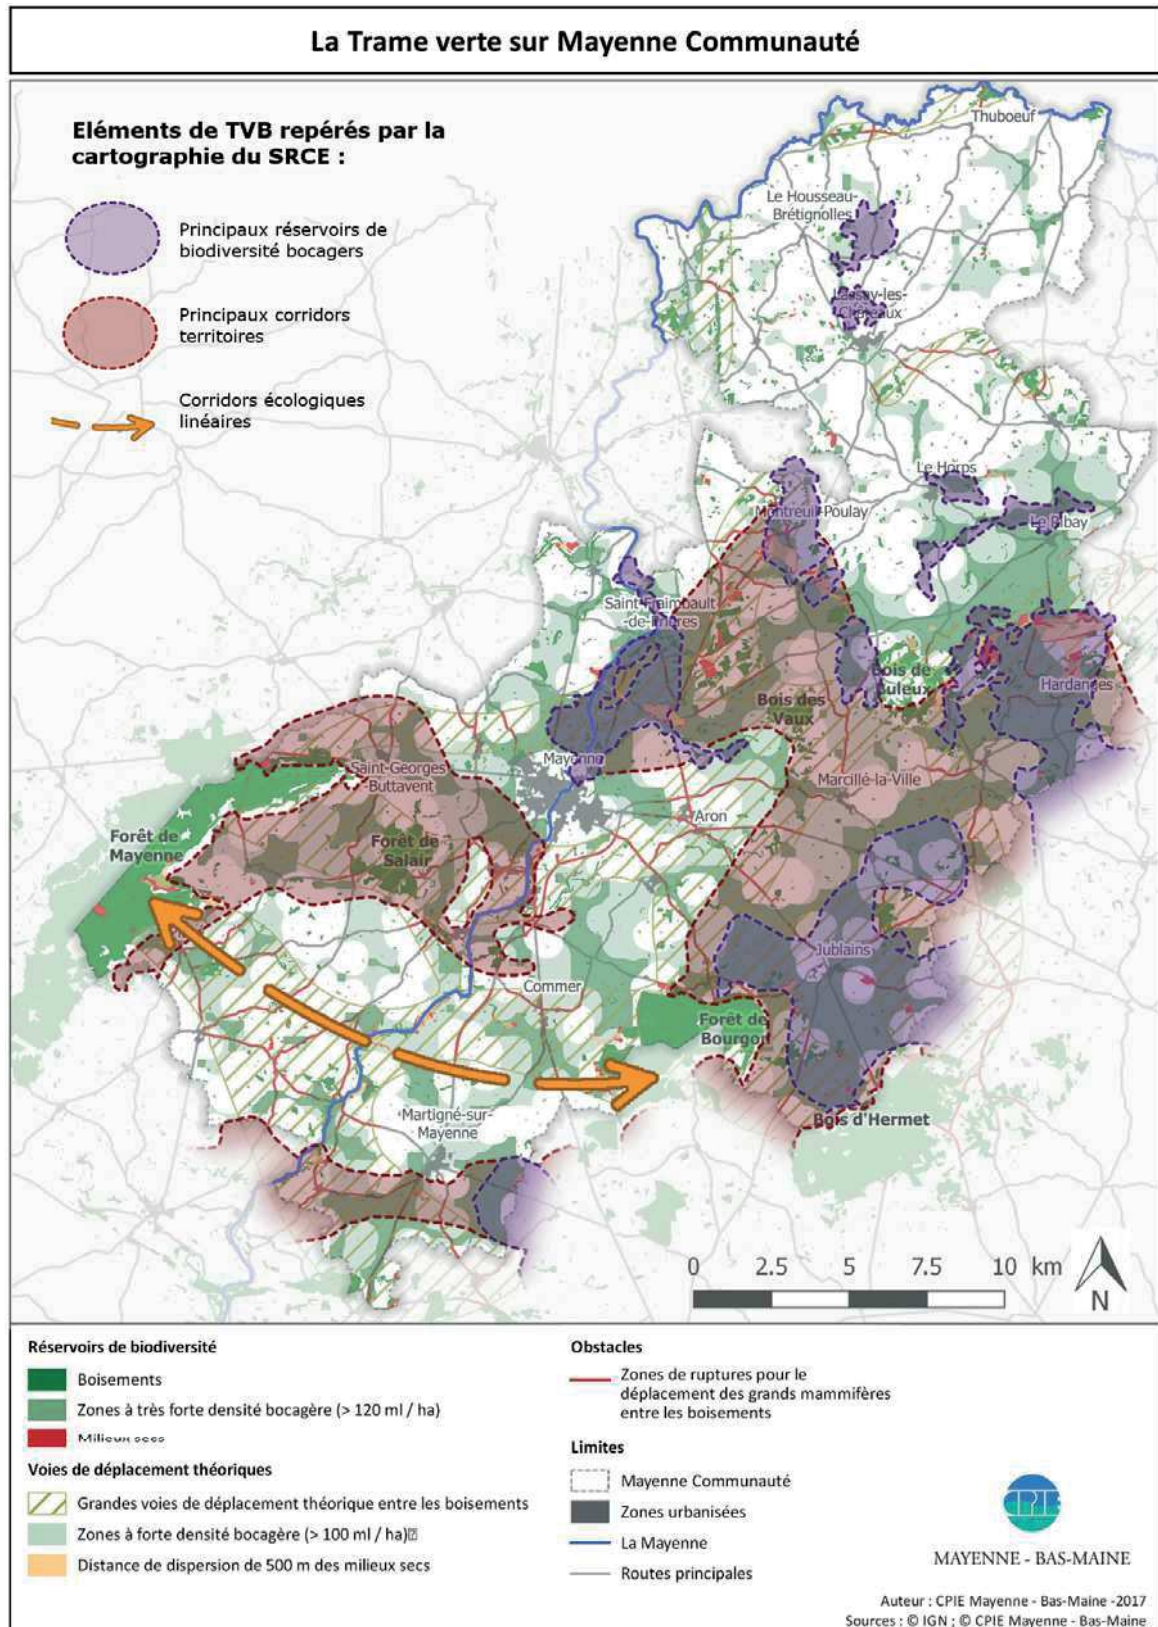 La Trame verte sur Mayenne Communauté
Eléments de TVB repérés par la
cartographie du SRCE :
Principaux réservoirs de
biodiversité bocagers
Principaux corridors
territoires
Corridors écologiques
linéaires
Thuboeuf
Le Housseau-
Brétignolles
Lassay-les-
Châteaux
Le Horps
Montreuil-Poulay
Le Ribay
Saint-Fraimbault
-de-Prières
Bois de
Buleux
Hardanges
Bois des
Vaux
Mayenne
Saint-Georges
-Buttavent
Marcillé-la-Ville
Aron
Forêt de
Mayenne
Forêt de
Salair
Jublains
Commer
Forêt de
Bourgon
Martigné-sur-
Mayenne
Bois d'Hermet
0 2.5 5 7.5 10 km
N
Réservoirs de biodiversité
Boisements
Zones à très forte densité bocagère (> 120 ml / ha)
Milieux secs
Voies de déplacement théoriques
Grandes voies de déplacement théorique entre les boisements
Zones à forte densité bocagère (> 100 ml / ha)
Distance de dispersion de 500 m des milieux secs
Obstacles
Zones de ruptures pour le
déplacement des grands mammifères
entre les boisements
Limites
Mayenne Communauté
Zones urbanisées
La Mayenne
Routes principales
CPIE
MAYENNE - BAS-MAINE
Auteur : CPIE Mayenne - Bas-Maine -2017
Sources : © IGN ; © CPIE Mayenne - Bas-Maine